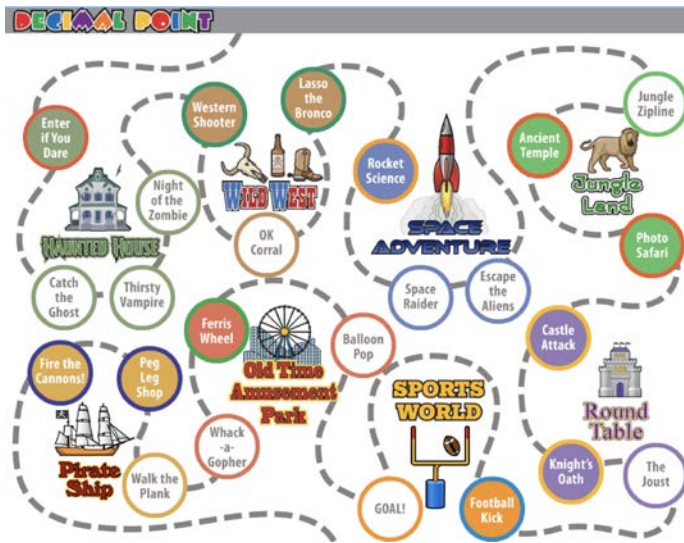 DECIMAL POINT
Enter
if You
Dare
Western
Shooter
Lasso
the
Bronco
Jungle
Zipline
Ancient
Temple
Rocket
Science
Night
of the
Zombie
WILD WEST
Jungle
Land
HAUNTED HOUSE
OK
Corral
SPACE
ADVENTURE
Photo
Safari
Catch
the
Ghost
Thirsty
Vampire
Space
Raider
Escape
the
Aliens
Ferris
Wheel
Balloon
Pop
Castle
Attack
Fire the
Cannons!
Peg
Leg
Shop
Old Time
Amusement
Park
SPORTS
WORLD
Round
Table
Whack
-a-
Gopher
Pirate
Ship
Walk the
Plank
Knight's
Oath
The
Joust
GOAL!
Football
Kick